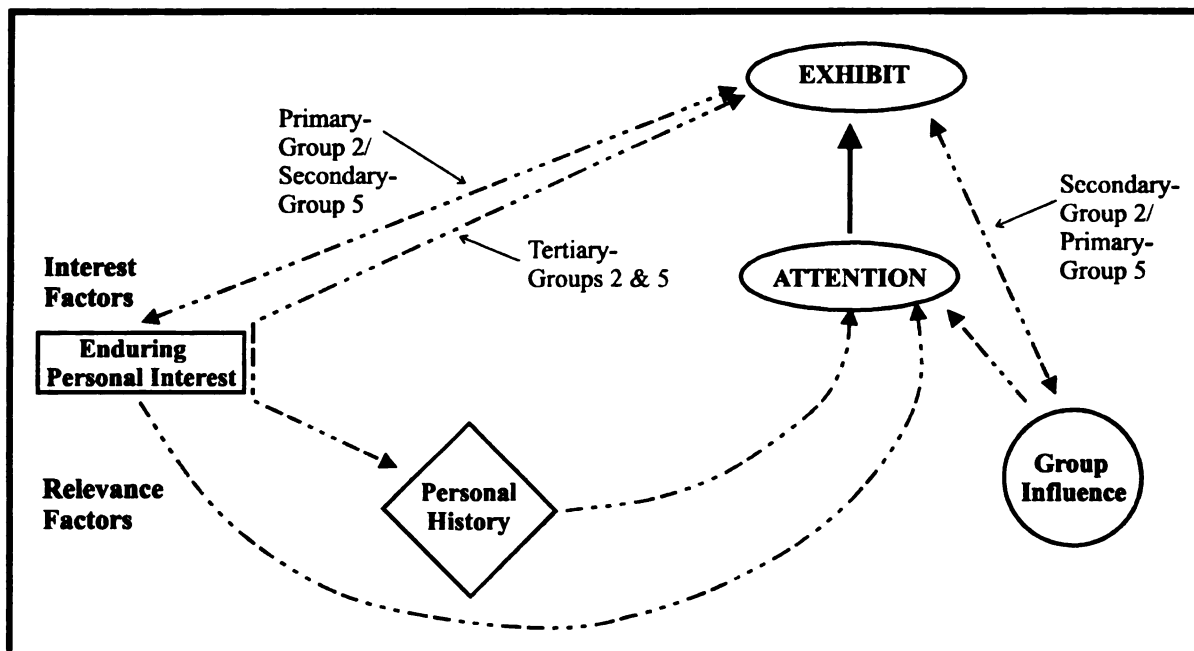 EXHIBIT
Primary-
Group 2/
Secondary-
Group 5
Secondary-
Group 2/
Primary-
Group 5
Tertiary-
Groups 2 & 5
ATTENTION
Interest
Factors
Enduring
Personal Interest
Relevance
Factors
Personal
History
Group
Influence